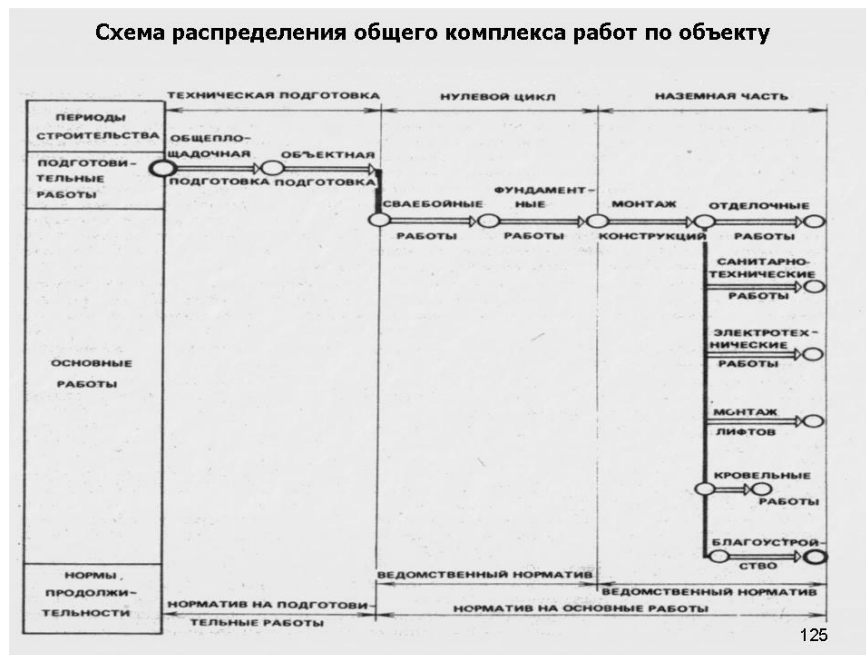 Схема распределения общего комплекса работ по объекту
ТЕХНИЧЕСКАЯ ПОДГОТОВКА
НУЛЕВОЙ ЦИКЛ
НАЗЕМНАЯ ЧАСТЬ
ПЕРИОДЫ
СТРОИТЕЛЬСТВА
ПОДГОТОВИ-
ТЕЛЬНЫЕ
РАБОТЫ
ОБЩЕПЛО-
ЩАДОЧНАЯ
ПОДГОТОВКА
ОБЪЕКТНАЯ
ПОДГОТОВКА
СВАЕБОЙНЫЕ
РАБОТЫ
ФУНДАМЕНТ-
НЫЕ
РАБОТЫ
МОНТАЖ
КОНСТРУКЦИЙ
ОТДЕЛОЧНЫЕ
РАБОТЫ
САНИТАРНО-
ТЕХНИЧЕСКИЕ
РАБОТЫ
ЭЛЕКТРОТЕХ-
НИЧЕСКИЕ
РАБОТЫ
МОНТАЖ
ЛИФТОВ
КРОВЕЛЬНЫЕ
РАБОТЫ
БЛАГОУСТРОЙ-
СТВО
ОСНОВНЫЕ
РАБОТЫ
НОРМЫ
ПРОДОЛЖИ-
ТЕЛЬНОСТИ
ВЕДОМСТВЕННЫЙ НОРМАТИВ
ВЕДОМСТВЕННЫЙ НОРМАТИВ
НОРМАТИВ НА ПОДГОТОВИ-
ТЕЛЬНЫЕ РАБОТЫ
НОРМАТИВ НА ОСНОВНЫЕ РАБОТЫ
125